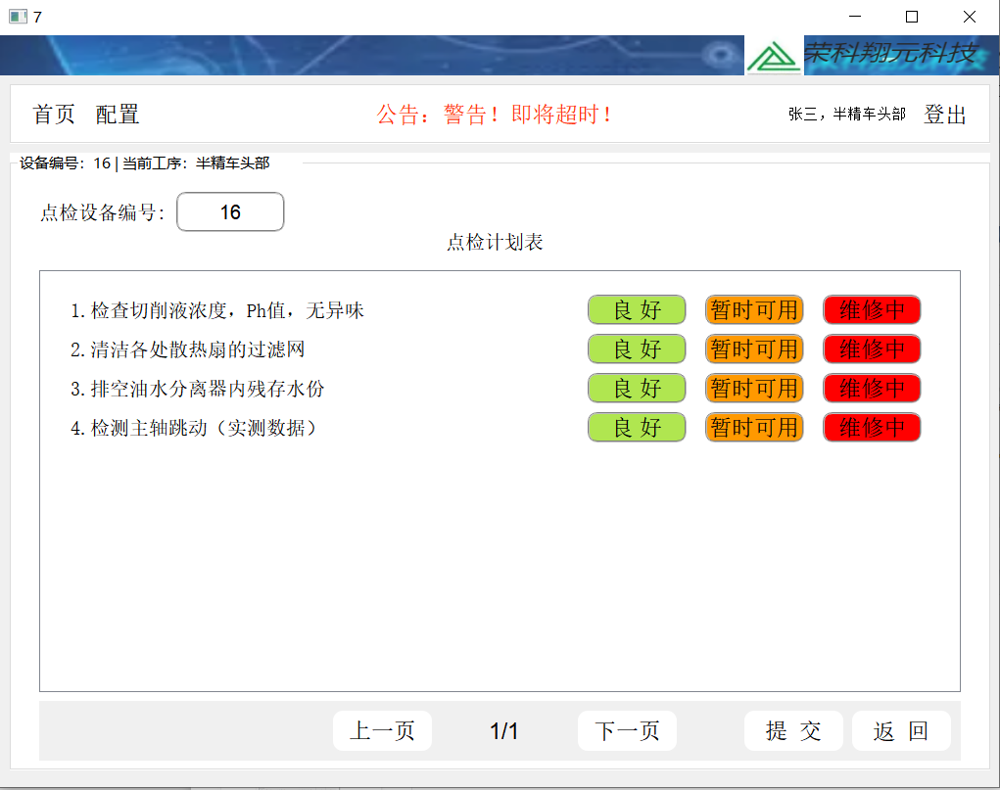 7
荣科翔元科技
首页 配置 公告：警告！即将超时！ 张三，半精车头部 登出
设备编号：16 | 当前工序：半精车头部
点检设备编号： 16
点检计划表
1.检查切削液浓度，Ph值，无异味 良 好 暂时可用 维修中
2.清洁各处散热扇的过滤网 良 好 暂时可用 维修中
3.排空油水分离器内残存水份 良 好 暂时可用 维修中
4.检测主轴跳动（实测数据） 良 好 暂时可用 维修中
上一页 1/1 下一页 提 交 返 回